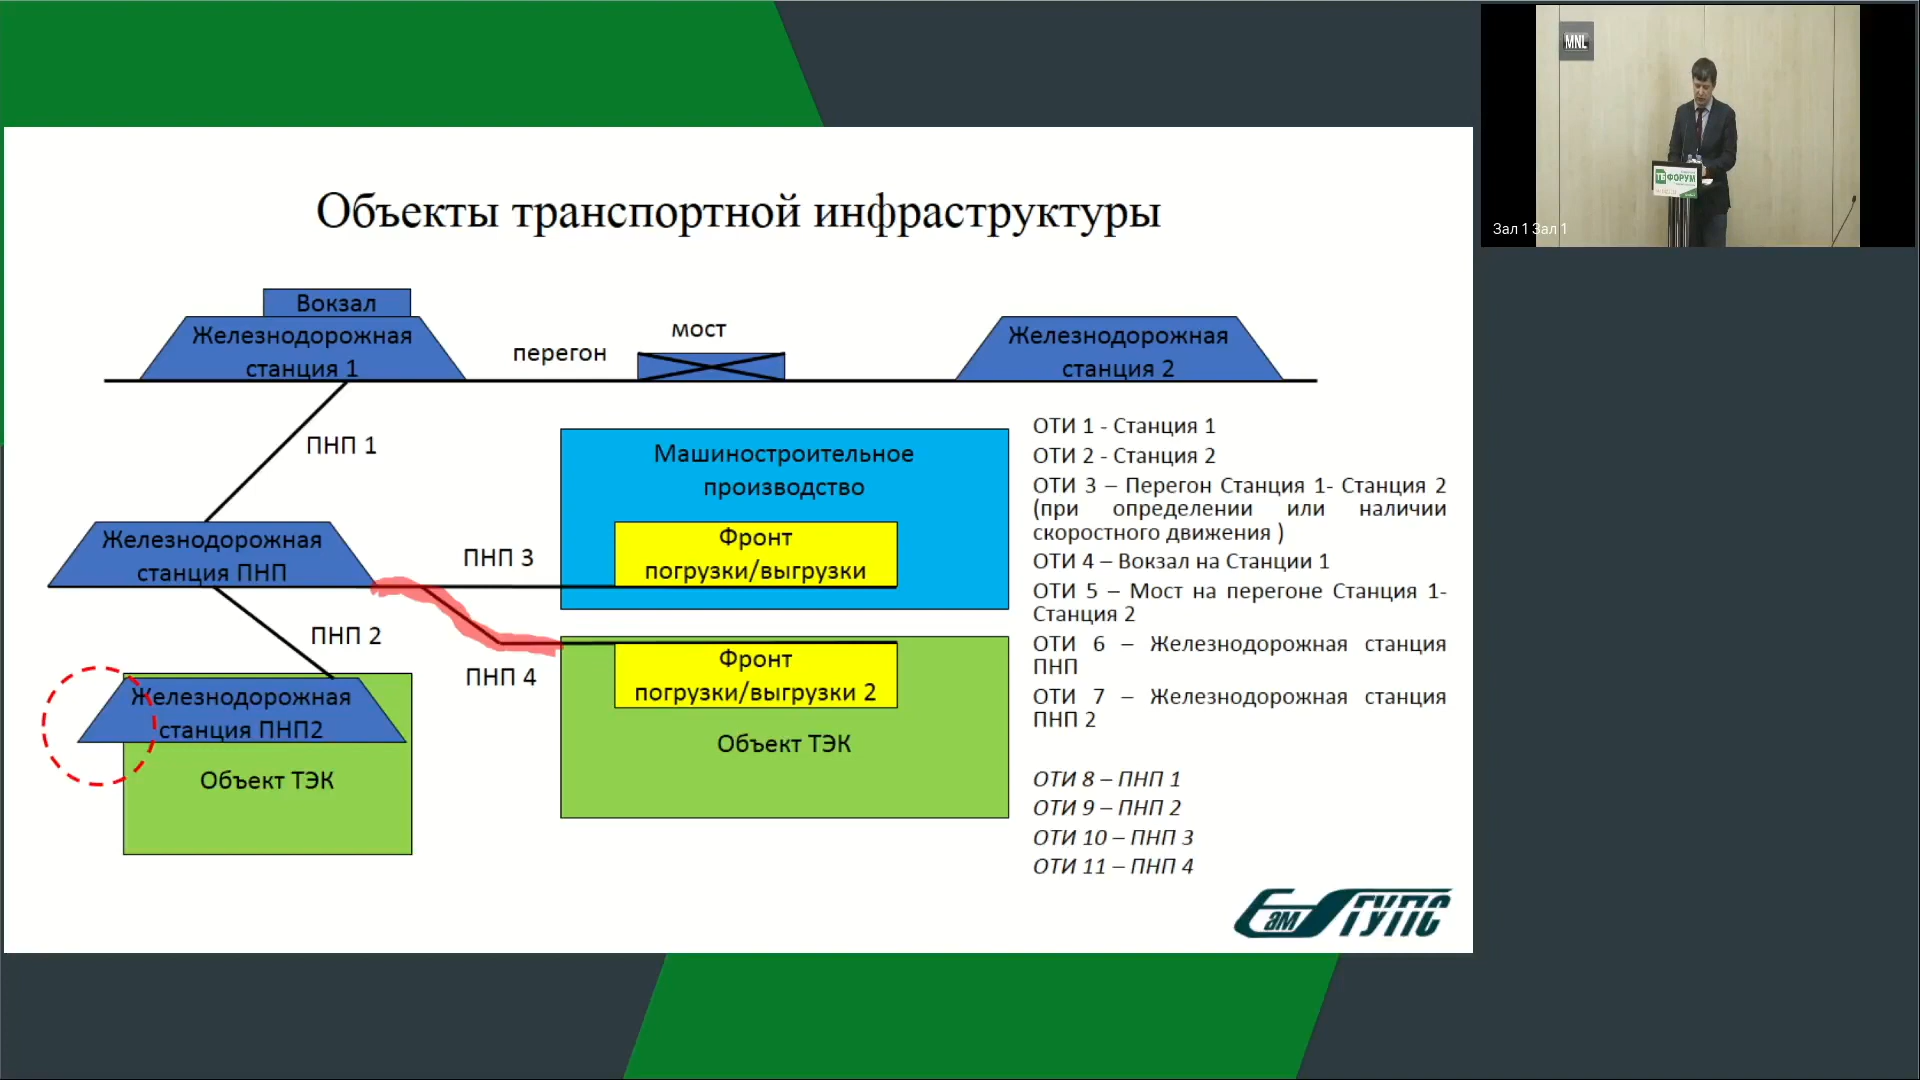 MNL
ТБ ФОРУМ
Зал 1 Зал 1
Объекты транспортной инфраструктуры
Вокзал
Железнодорожная
станция 1
перегон
мост
Железнодорожная
станция 2
ПНП 1
Машиностроительное
производство
Фронт
погрузки/выгрузки
Железнодорожная
станция ПНП
ПНП 3
ПНП 2
ПНП 4
Фронт
погрузки/выгрузки 2
Объект ТЭК
Железнодорожная
станция ПНП2
Объект ТЭК
ОТИ 1 - Станция 1
ОТИ 2 - Станция 2
ОТИ 3 – Перегон Станция 1- Станция 2
(при определении или наличии
скоростного движения )
ОТИ 4 – Вокзал на Станции 1
ОТИ 5 – Мост на перегоне Станция 1-
Станция 2
ОТИ 6 – Железнодорожная станция
ПНП
ОТИ 7 – Железнодорожная станция
ПНП 2
ОТИ 8 – ПНП 1
ОТИ 9 – ПНП 2
ОТИ 10 – ПНП 3
ОТИ 11 – ПНП 4
СамГУПС